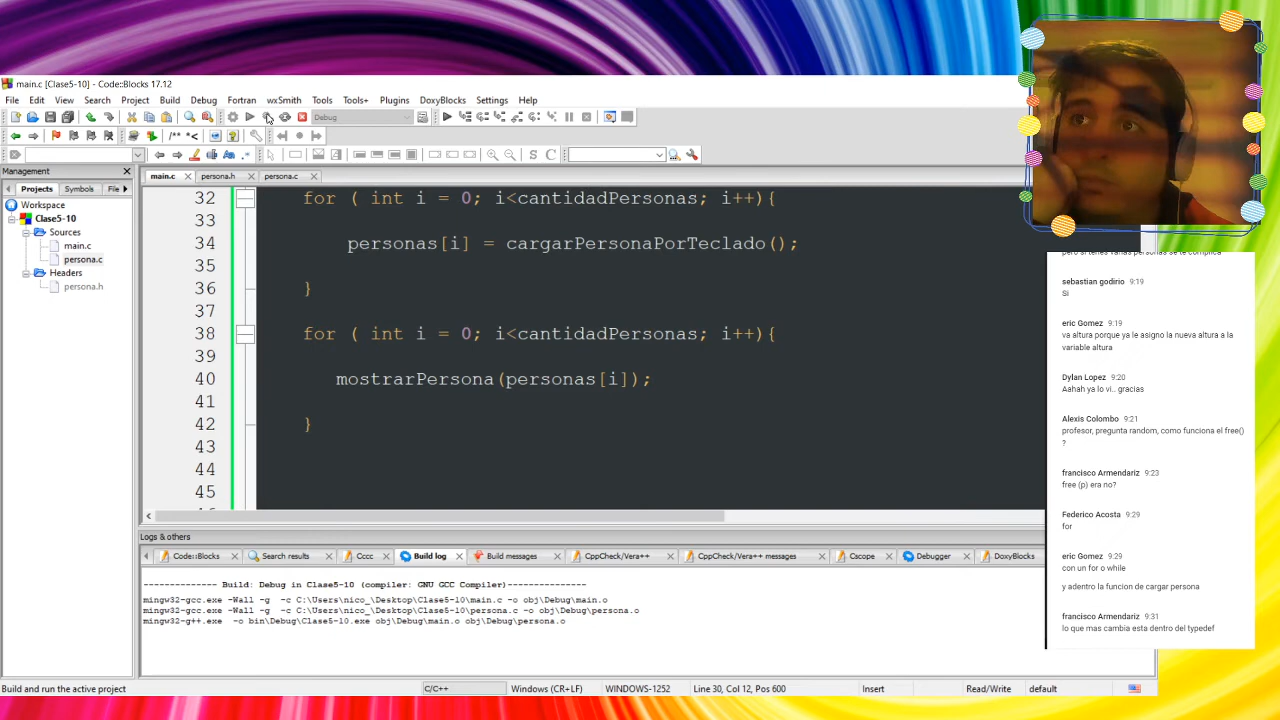 main.c [Clase5-10] - Code::Blocks 17.12
File Edit View Search Project Build Debug Fortran wxSmith Tools Tools+ Plugins DoxyBlocks Settings Help
Debug
Management
Projects Symbols File
Workspace
Clase5-10
Sources
main.c
persona.c
Headers
persona.h
main.c persona.h persona.c
32 for ( int i = 0; i<cantidadPersonas; i++){
33
34 personas[i] = cargarPersonaPorTeclado();
35
36 }
37
38 for ( int i = 0; i<cantidadPersonas; i++){
39
40 mostrarPersona(personas[i]);
41
42 }
43
44
45
Logs & others
Code::Blocks Search results Cccc Build log Build messages CppCheck/Vera++ CppCheck/Vera++ messages Cscope Debugger DoxyBlocks
-------------- Build: Debug in Clase5-10 (compiler: GNU GCC Compiler)---------------
mingw32-gcc.exe -Wall -g -c C:\Users\nico_\Desktop\Clase5-10\main.c -o obj\Debug\main.o
mingw32-gcc.exe -Wall -g -c C:\Users\nico_\Desktop\Clase5-10\persona.c -o obj\Debug\persona.o
mingw32-g++.exe -o bin\Debug\Clase5-10.exe obj\Debug\main.o obj\Debug\persona.o
Build and run the active project C/C++ Windows (CR+LF) WINDOWS-1252 Line 30, Col 12, Pos 600 Insert Read/Write default
pero si tenes varias personas se te complica
sebastian godirio 9:19
Si
eric Gomez 9:19
va altura porque ya le asigno la nueva altura a la
variable altura
Dylan Lopez 9:20
Aahah ya lo vi.. gracias
Alexis Colombo 9:21
profesor, pregunta random, como funciona el free()
?
francisco Armendariz 9:23
free (p) era no?
Federico Acosta 9:29
for
eric Gomez 9:29
con un for o while
y adentro la funcion de cargar persona
francisco Armendariz 9:31
lo que mas cambia esta dentro del typedef